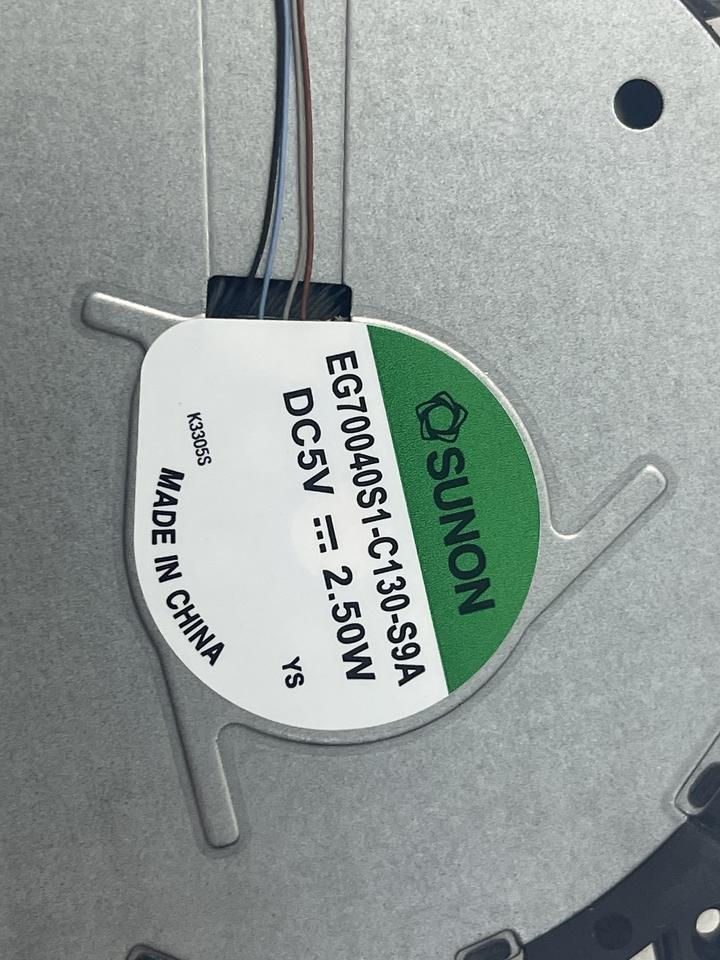 SUNON
EG70040S1-C130-S9A
DC5V ⎓ 2.50W
YS
K3305S
MADE IN CHINA